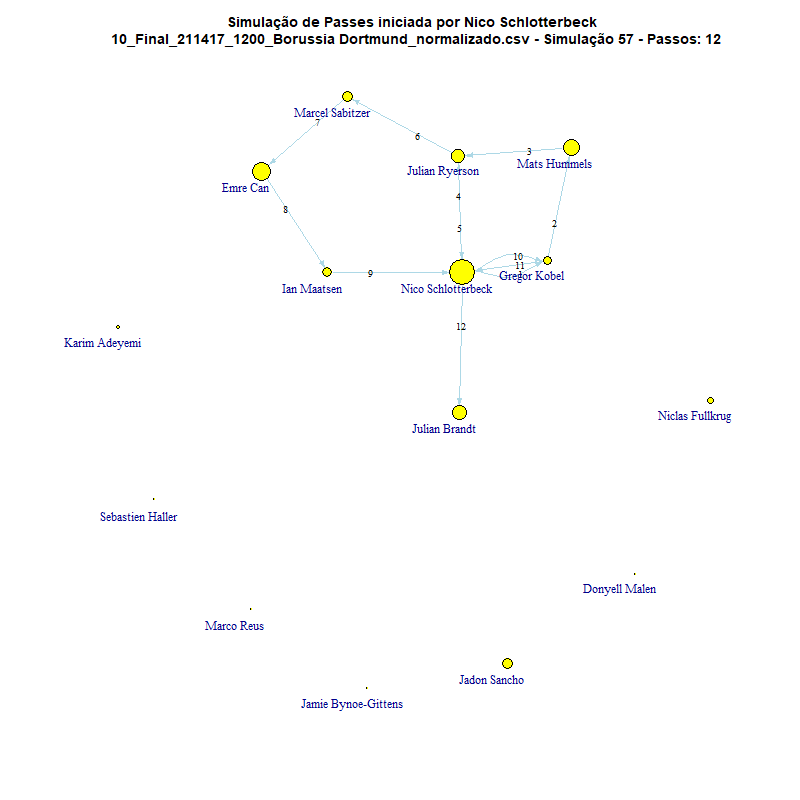 Simulação de Passes iniciada por Nico Schlotterbeck
10_Final_211417_1200_Borussia Dortmund_normalizado.csv - Simulação 57 - Passos: 12
Marcel Sabitzer
7
6
3
Mats Hummels
Julian Ryerson
Emre Can
4
8
2
5
10
11
Gregor Kobel
9
Ian Maatsen
Nico Schlotterbeck
12
Karim Adeyemi
Niclas Fullkrug
Julian Brandt
Sebastien Haller
Donyell Malen
Marco Reus
Jadon Sancho
Jamie Bynoe-Gittens